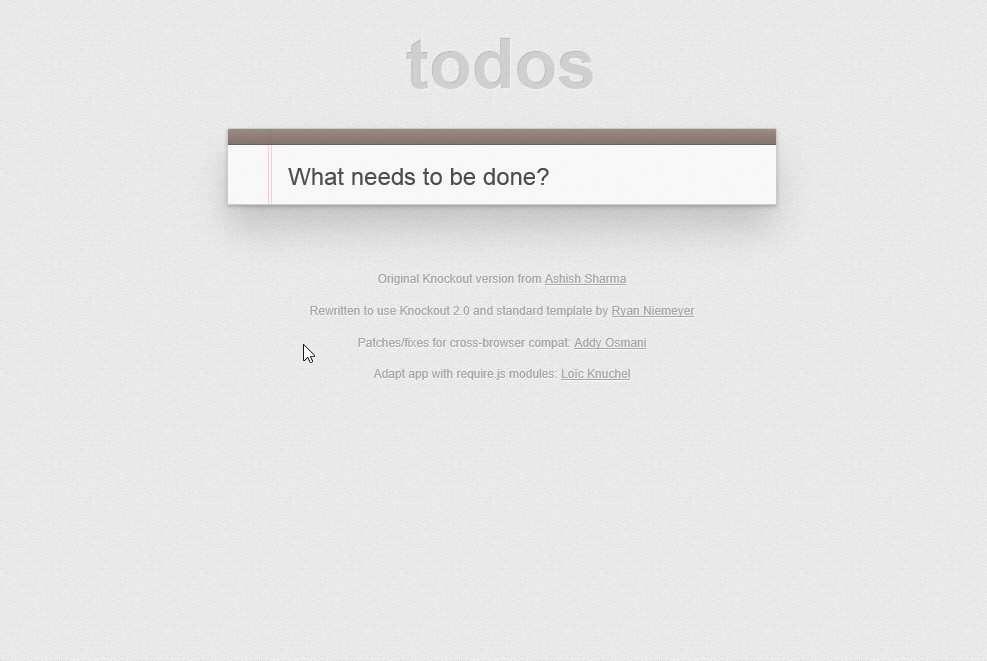 todos
What needs to be done?
Original Knockout version from Ashish Sharma
Rewritten to use Knockout 2.0 and standard template by Ryan Niemeyer
Patches/fixes for cross-browser compat: Addy Osmani
Adapt app with require.js modules: Loïc Knuchel